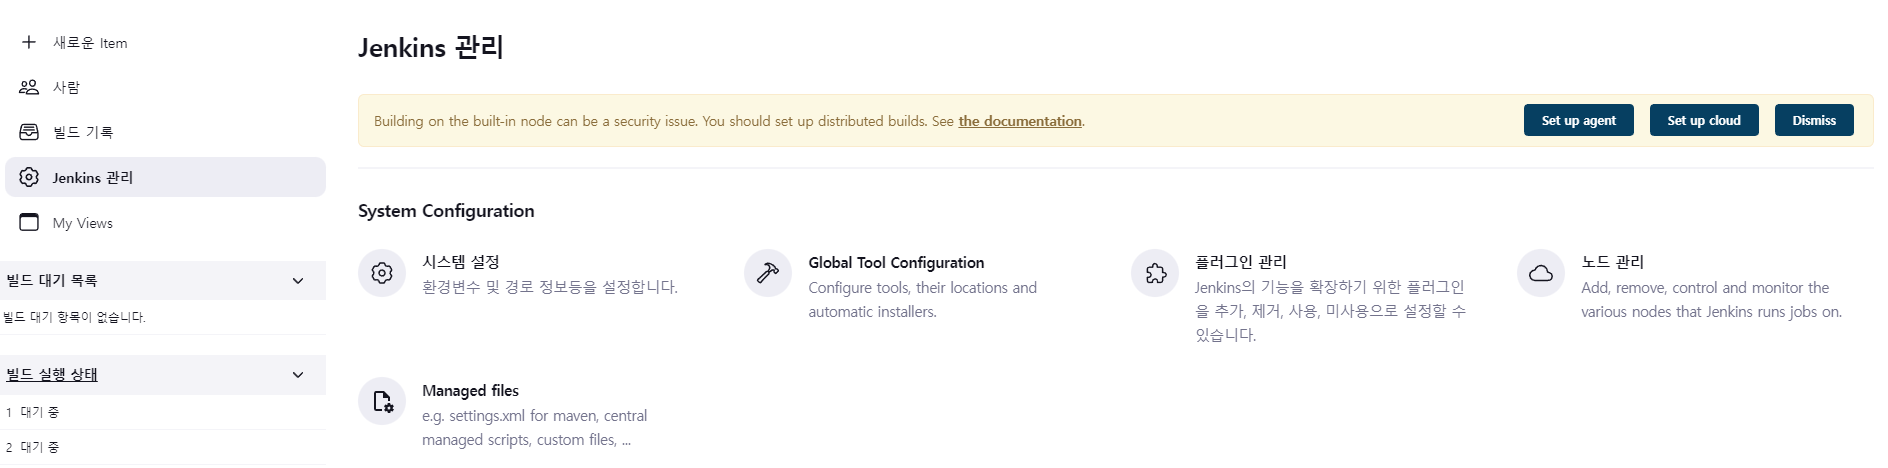 새로운 Item
사람
빌드 기록
Jenkins 관리
My Views
빌드 대기 목록
빌드 대기 항목이 없습니다.
빌드 실행 상태
1 대기 중
2 대기 중
Jenkins 관리
Building on the built-in node can be a security issue. You should set up distributed builds. See the documentation.
Set up agent
Set up cloud
Dismiss
System Configuration
시스템 설정
환경변수 및 경로 정보등을 설정합니다.
Global Tool Configuration
Configure tools, their locations and
automatic installers.
플러그인 관리
Jenkins의 기능을 확장하기 위한 플러그인
을 추가, 제거, 사용, 미사용으로 설정할 수
있습니다.
노드 관리
Add, remove, control and monitor the
various nodes that Jenkins runs jobs on.
Managed files
e.g. settings.xml for maven, central
managed scripts, custom files, ...